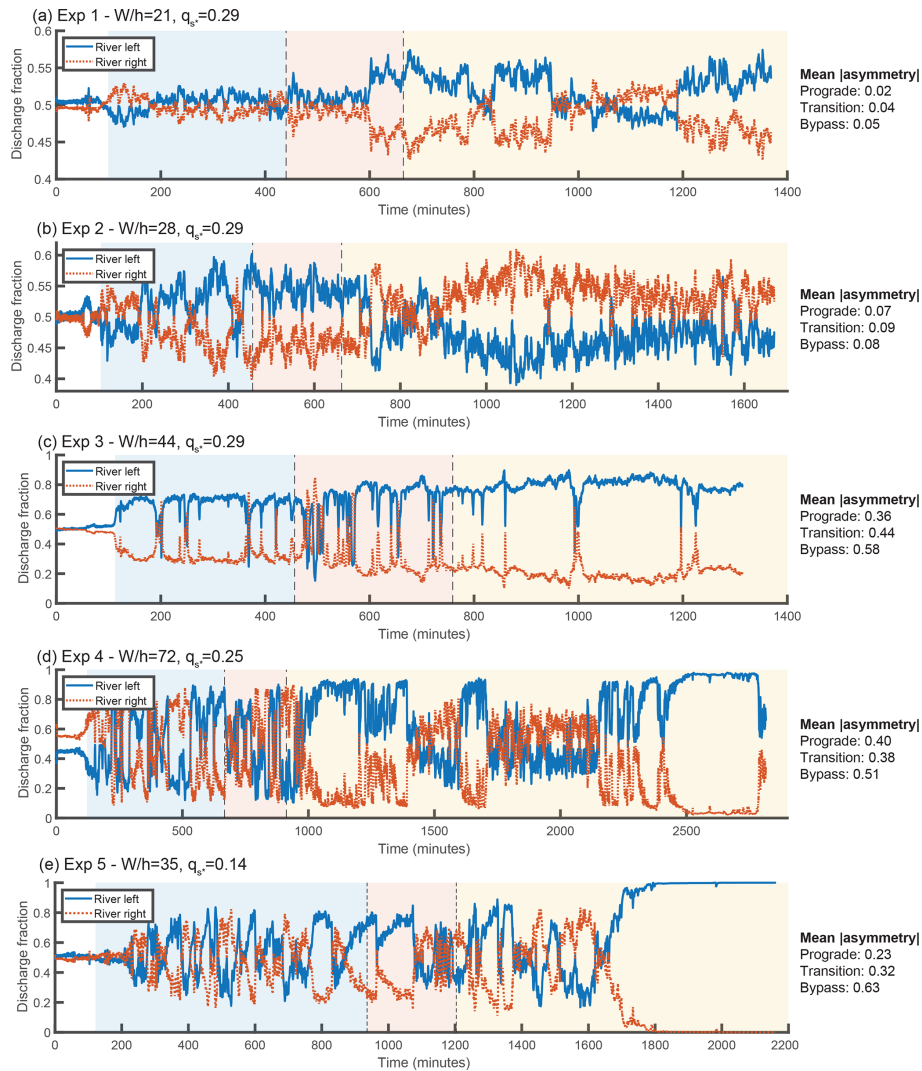 (a) Exp 1 - W/h=21, qs*=0.29
0.6
0.55
0.5
0.45
0.4
Discharge fraction
River left
River right
0
200
400
600
800
1000
1200
1400
Time (minutes)
Mean |asymmetry|
Prograde: 0.02
Transition: 0.04
Bypass: 0.05
(b) Exp 2 - W/h=28, qs*=0.29
0.6
0.55
0.5
0.45
0.4
Discharge fraction
River left
River right
0
200
400
600
800
1000
1200
1400
1600
Time (minutes)
Mean |asymmetry|
Prograde: 0.07
Transition: 0.09
Bypass: 0.08
(c) Exp 3 - W/h=44, qs*=0.29
1
0.8
0.6
0.4
0.2
0
Discharge fraction
River left
River right
0
200
400
600
800
1000
1200
1400
Time (minutes)
Mean |asymmetry|
Prograde: 0.36
Transition: 0.44
Bypass: 0.58
(d) Exp 4 - W/h=72, qs*=0.25
1
0.8
0.6
0.4
0.2
0
Discharge fraction
River left
River right
0
500
1000
1500
2000
2500
Time (minutes)
Mean |asymmetry|
Prograde: 0.40
Transition: 0.38
Bypass: 0.51
(e) Exp 5 - W/h=35, qs*=0.14
1
0.8
0.6
0.4
0.2
0
Discharge fraction
River left
River right
0
200
400
600
800
1000
1200
1400
1600
1800
2000
2200
Time (minutes)
Mean |asymmetry|
Prograde: 0.23
Transition: 0.32
Bypass: 0.63